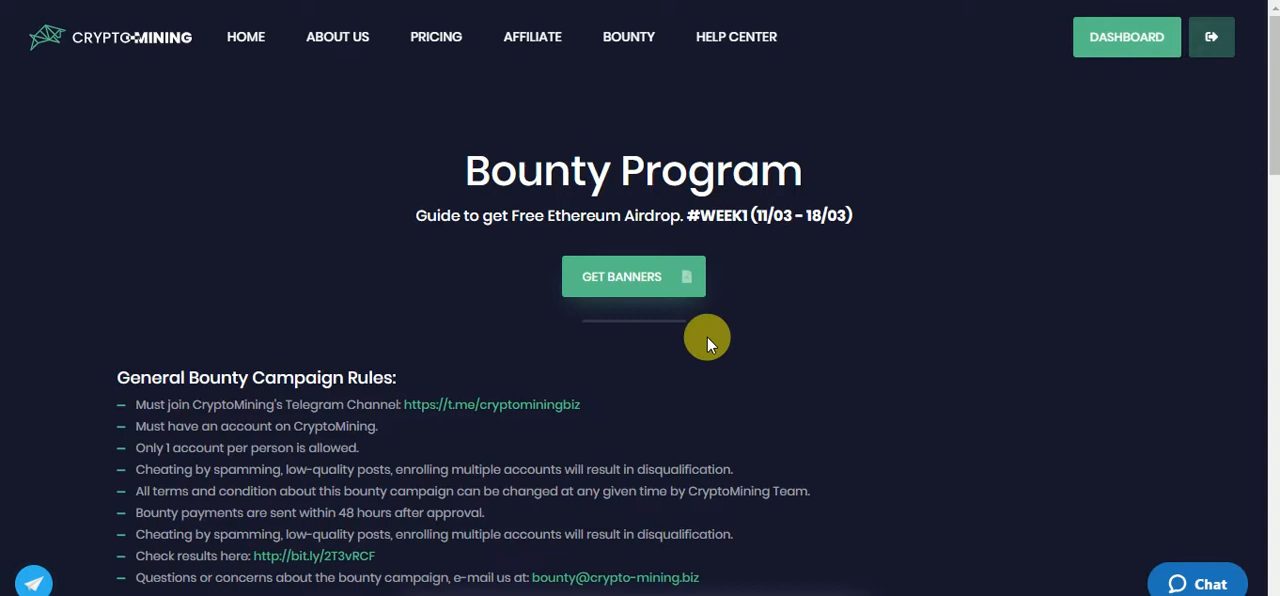 CRYPTO-MINING HOME ABOUT US PRICING AFFILIATE BOUNTY HELP CENTER DASHBOARD
Bounty Program
Guide to get Free Ethereum Airdrop. #WEEK1 (11/03 - 18/03)
GET BANNERS
General Bounty Campaign Rules:
– Must join CryptoMining's Telegram Channel: https://t.me/cryptominingbiz
– Must have an account on CryptoMining.
– Only 1 account per person is allowed.
– Cheating by spamming, low-quality posts, enrolling multiple accounts will result in disqualification.
– All terms and condition about this bounty campaign can be changed at any given time by CryptoMining Team.
– Bounty payments are sent within 48 hours after approval.
– Cheating by spamming, low-quality posts, enrolling multiple accounts will result in disqualification.
– Check results here: http://bit.ly/2T3vRCF
– Questions or concerns about the bounty campaign, e-mail us at: bounty@crypto-mining.biz
Chat